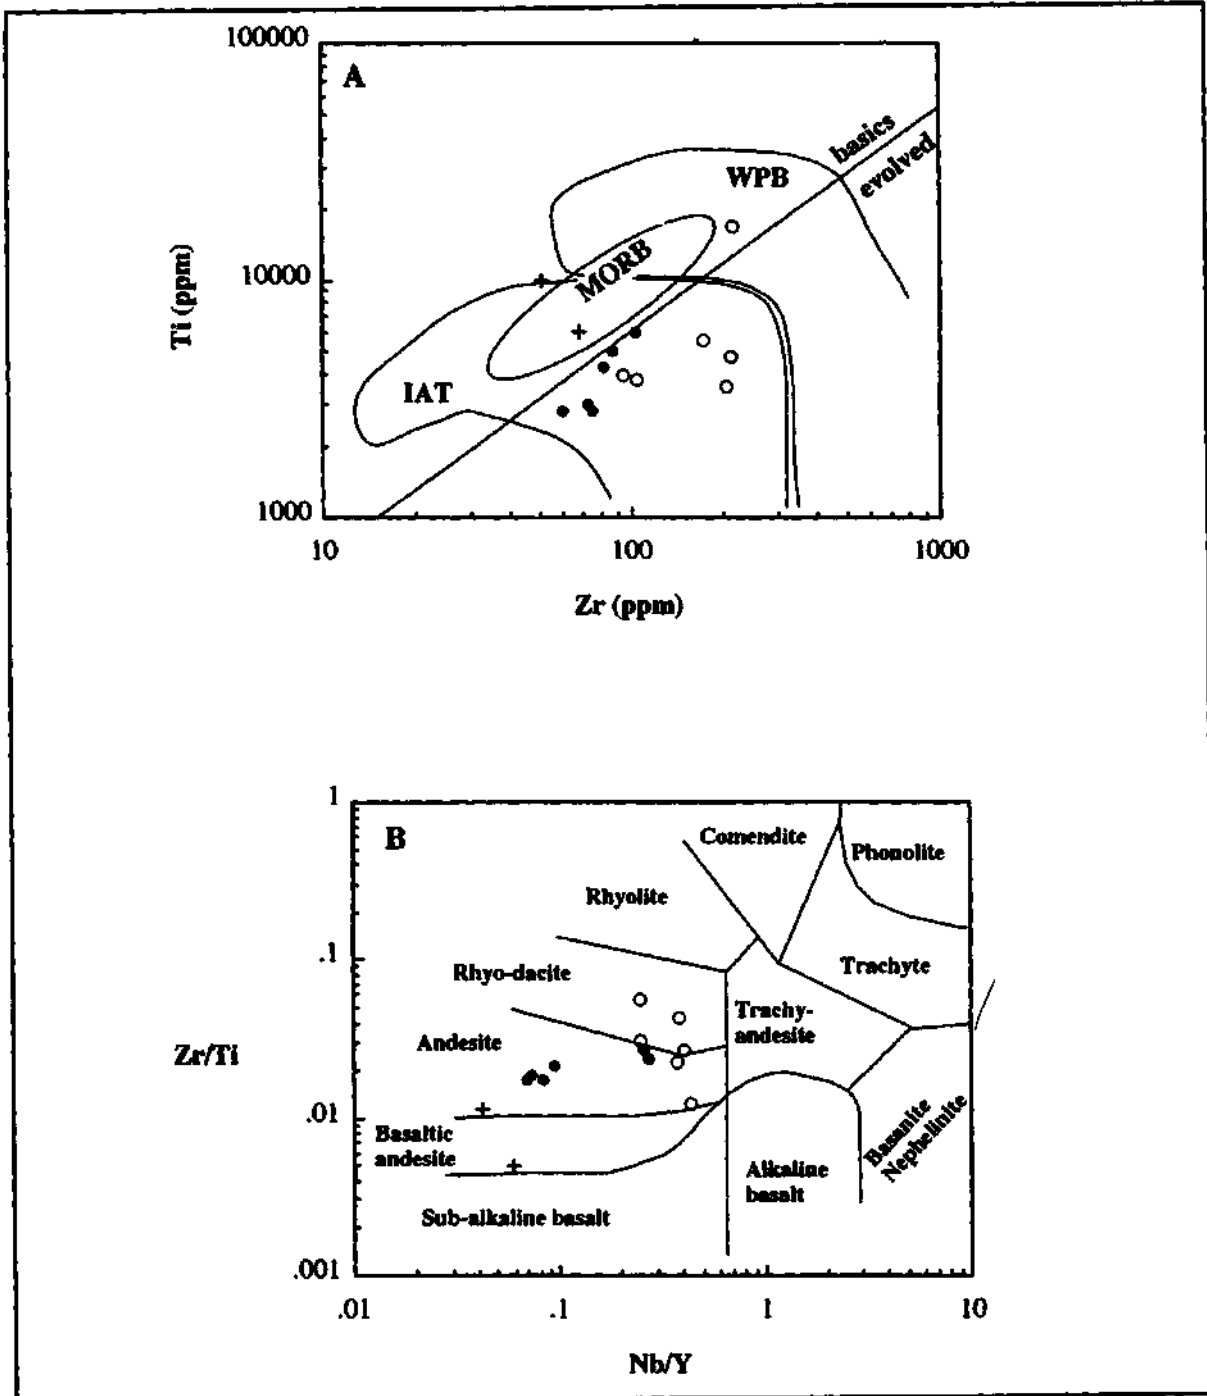 100000
A
basics
evolved
WPB
Ti (ppm)
10000
MORB
IAT
1000
10
100
1000
Zr (ppm)
1
B
Comendite
Phonolite
Rhyolite
.1
Rhyo-dacite
Trachyte
Trachy-
andesite
Zr/Ti
Andesite
.01
Basaltic
andesite
Basanite
Nephelinite
Alkaline
basalt
Sub-alkaline basalt
.001
.01
.1
1
10
Nb/Y